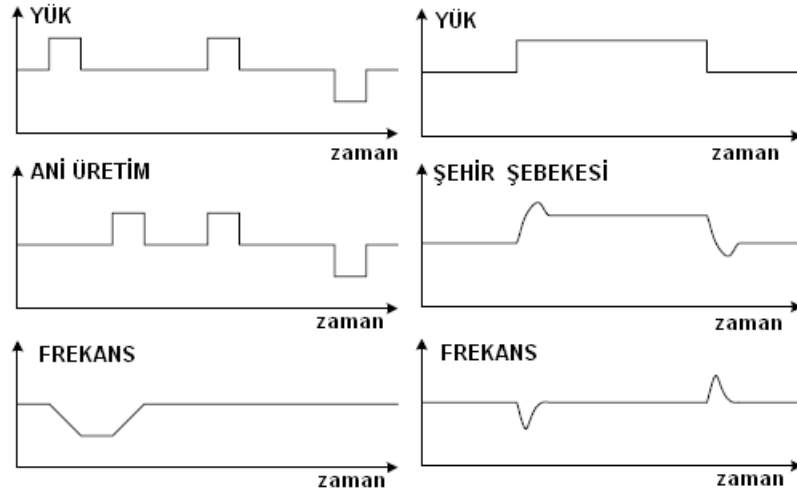 YÜK
zaman
ANİ ÜRETİM
zaman
FREKANS
zaman
YÜK
zaman
ŞEHİR ŞEBEKESİ
zaman
FREKANS
zaman